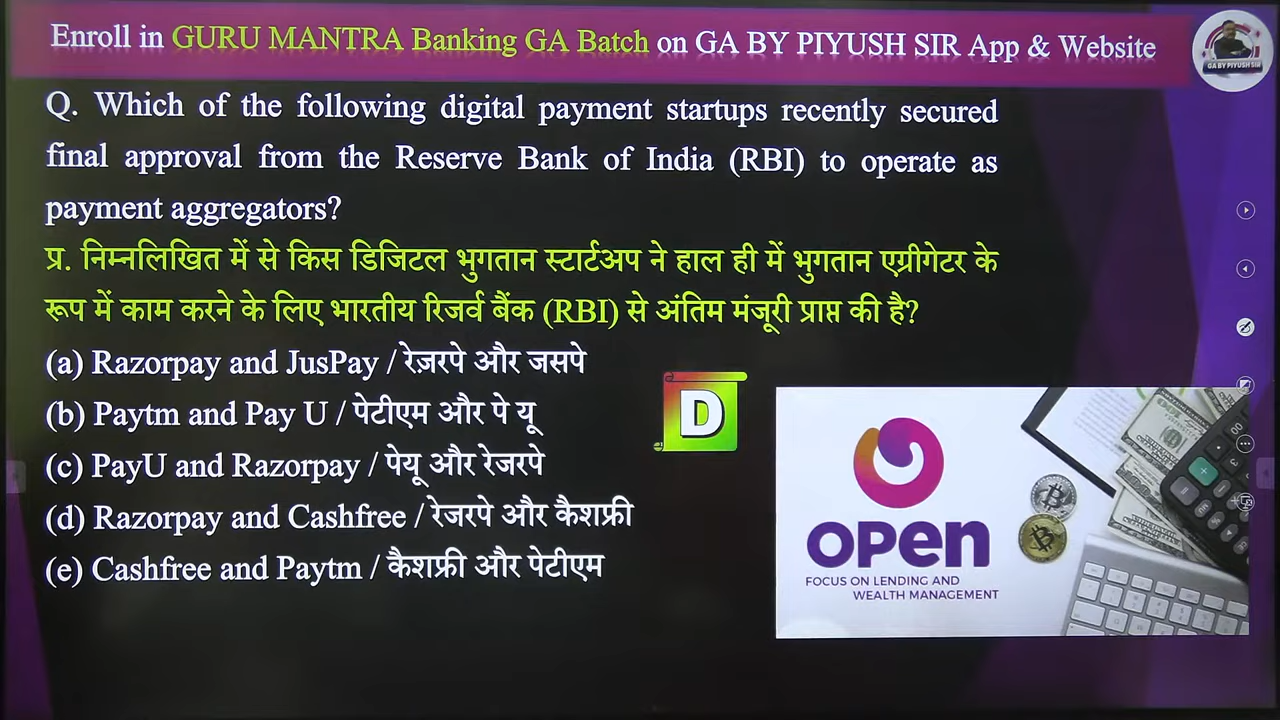 Enroll in GURU MANTRA Banking GA Batch on GA BY PIYUSH SIR App & Website
GA BY PIYUSH SIR
Q. Which of the following digital payment startups recently secured
final approval from the Reserve Bank of India (RBI) to operate as
payment aggregators?
प्र. निम्नलिखित में से किस डिजिटल भुगतान स्टार्टअप ने हाल ही में भुगतान एग्रीगेटर के
रूप में काम करने के लिए भारतीय रिजर्व बैंक (RBI) से अंतिम मंजूरी प्राप्त की है?
(a) Razorpay and JusPay / रेज़रपे और जसपे
(b) Paytm and Pay U / पेटीएम और पे यू
(c) PayU and Razorpay / पेयू और रेजरपे
(d) Razorpay and Cashfree / रेजरपे और कैशफ्री
(e) Cashfree and Paytm / कैशफ्री और पेटीएम
D
OPEN
FOCUS ON LENDING AND
WEALTH MANAGEMENT